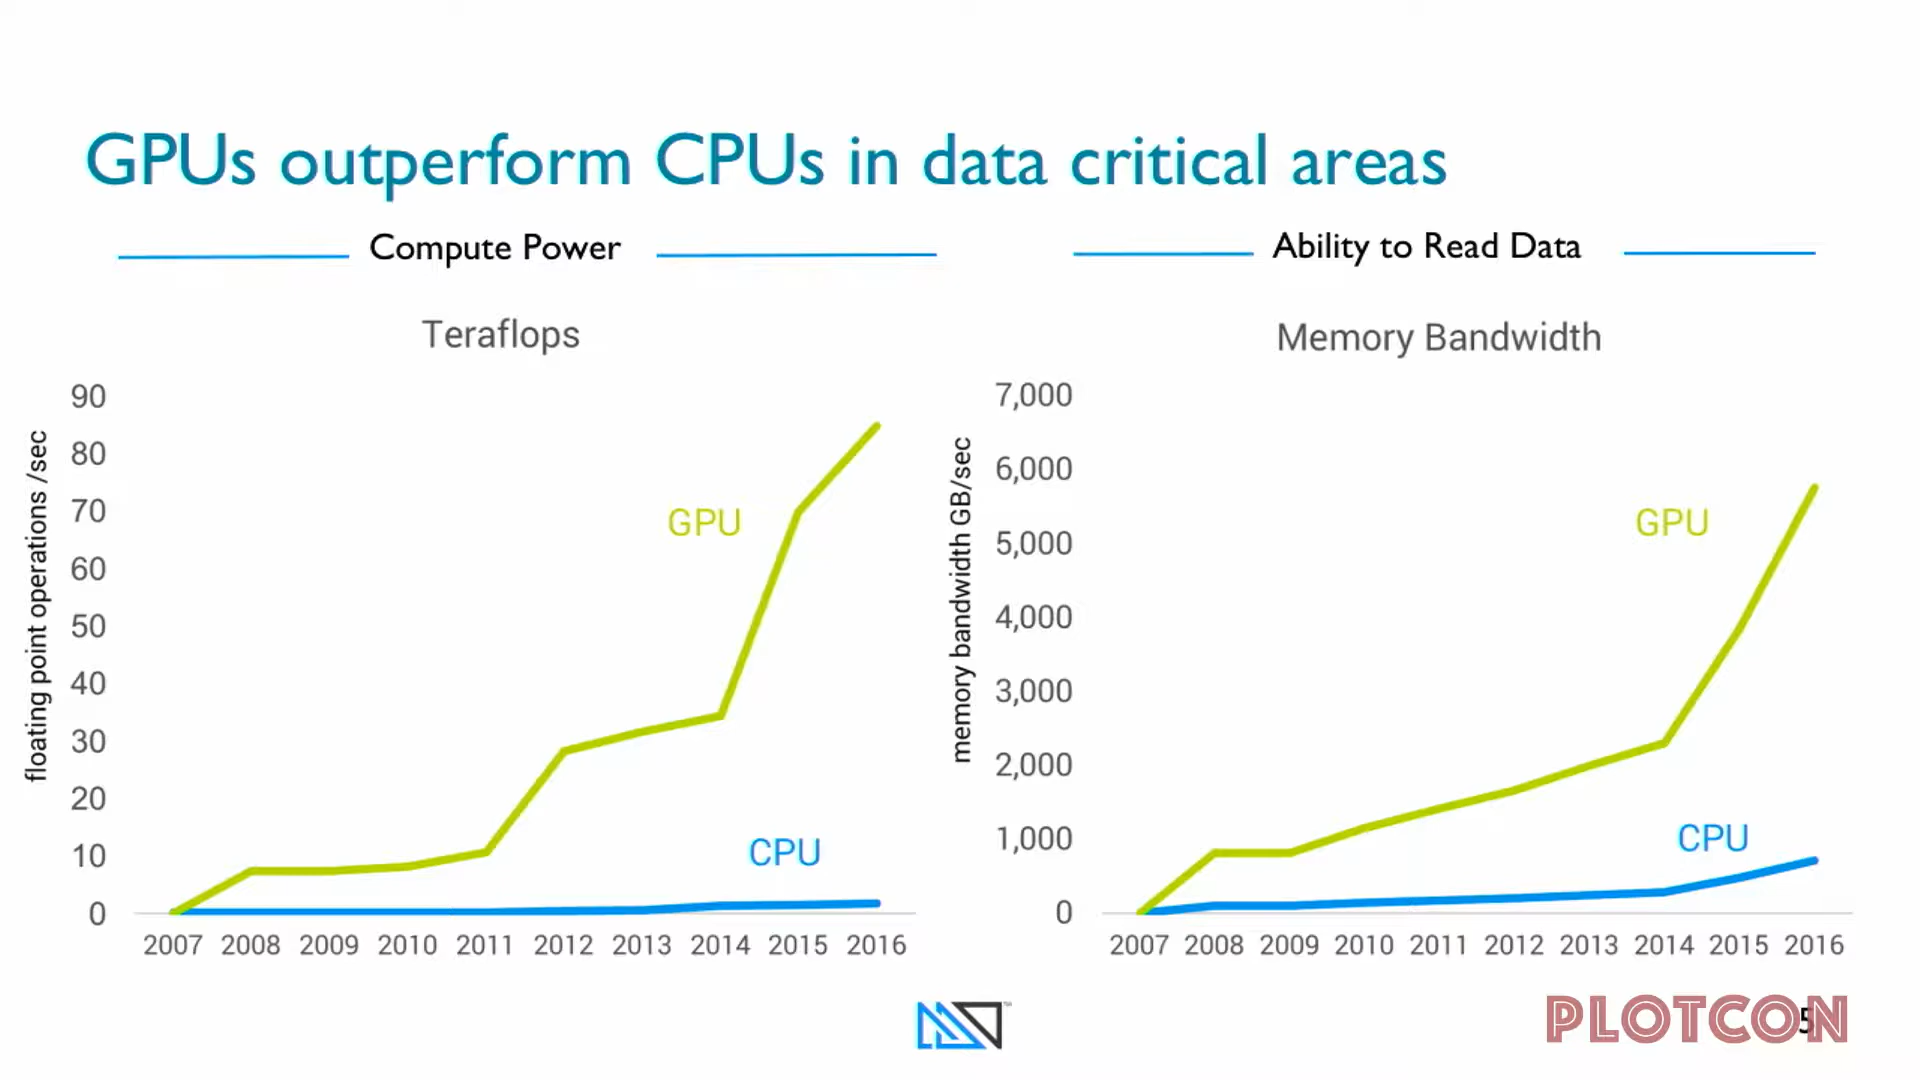 GPUs outperform CPUs in data critical areas
Compute Power
Teraflops
floating point operations /sec
90
80
70
60
50
40
30
20
10
0
GPU
CPU
2007 2008 2009 2010 2011 2012 2013 2014 2015 2016
Ability to Read Data
Memory Bandwidth
memory bandwidth GB/sec
7,000
6,000
5,000
4,000
3,000
2,000
1,000
0
GPU
CPU
2007 2008 2009 2010 2011 2012 2013 2014 2015 2016
TM
PLOTCON
5